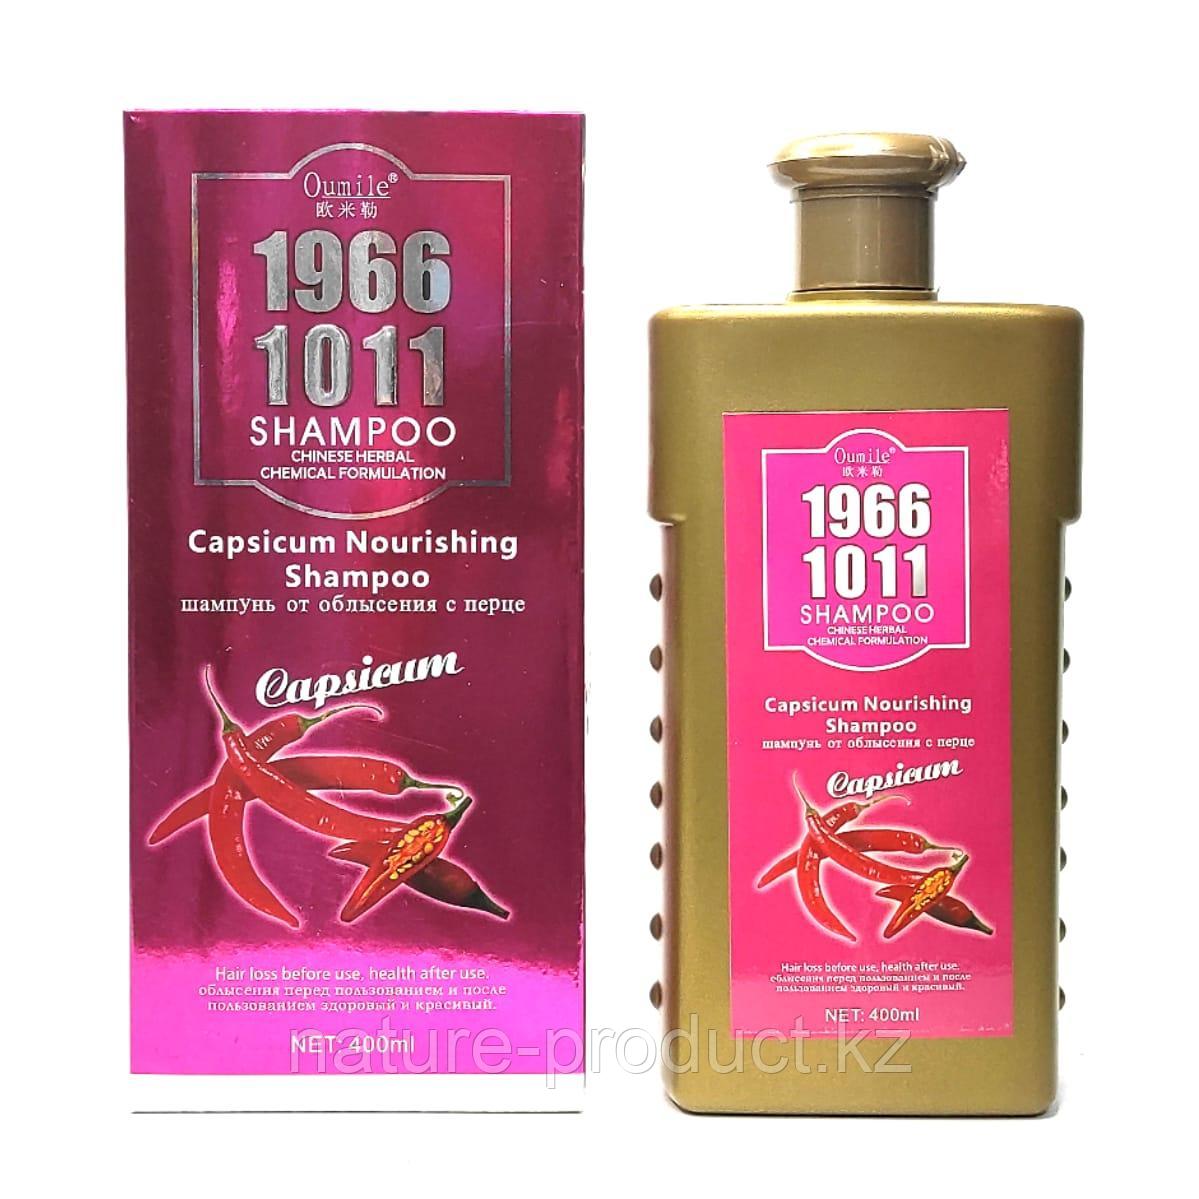 Oumile®
欧米勒
1966
1011
SHAMPOO
CHINESE HERBAL
CHEMICAL FORMULATION
Capsicum Nourishing
Shampoo
шампунь от облысения с перце
Capsicum
Hair loss before use, health after use.
облысения перед пользованием и после
пользованием здоровый и красивый.
NET: 400ml
Oumile®
欧米勒
1966
1011
SHAMPOO
CHINESE HERBAL
CHEMICAL FORMULATION
Capsicum Nourishing
Shampoo
шампунь от облысения с перце
Capsicum
Hair loss before use, health after use.
облысения перед пользованием и после
пользованием здоровый и красивый.
NET: 400ml
nature-product.kz